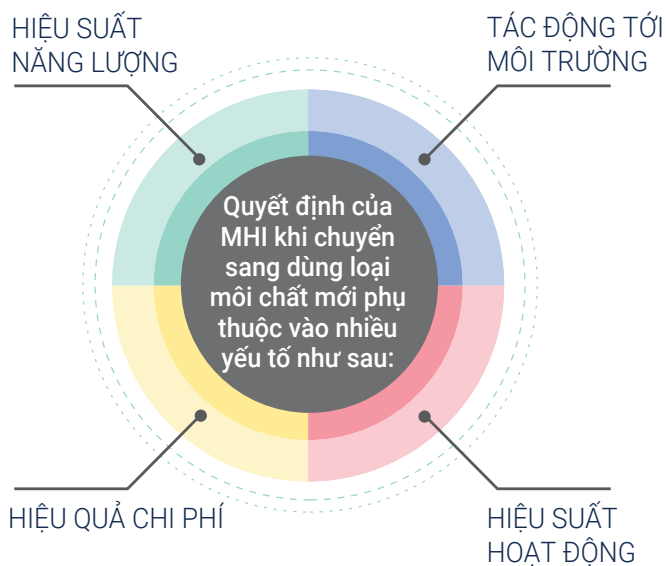 HIỆU SUẤT
NĂNG LƯỢNG
TÁC ĐỘNG TỚI
MÔI TRƯỜNG
Quyết định của
MHI khi chuyển
sang dùng loại
môi chất mới phụ
thuộc vào nhiều
yếu tố như sau:
HIỆU QUẢ CHI PHÍ
HIỆU SUẤT
HOẠT ĐỘNG